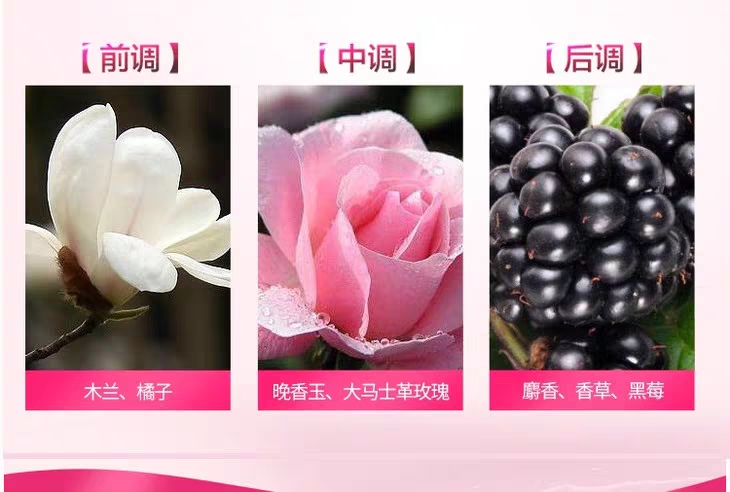 【前调】
【中调】
【后调】
木兰、橘子
晚香玉、大马士革玫瑰
麝香、香草、黑莓